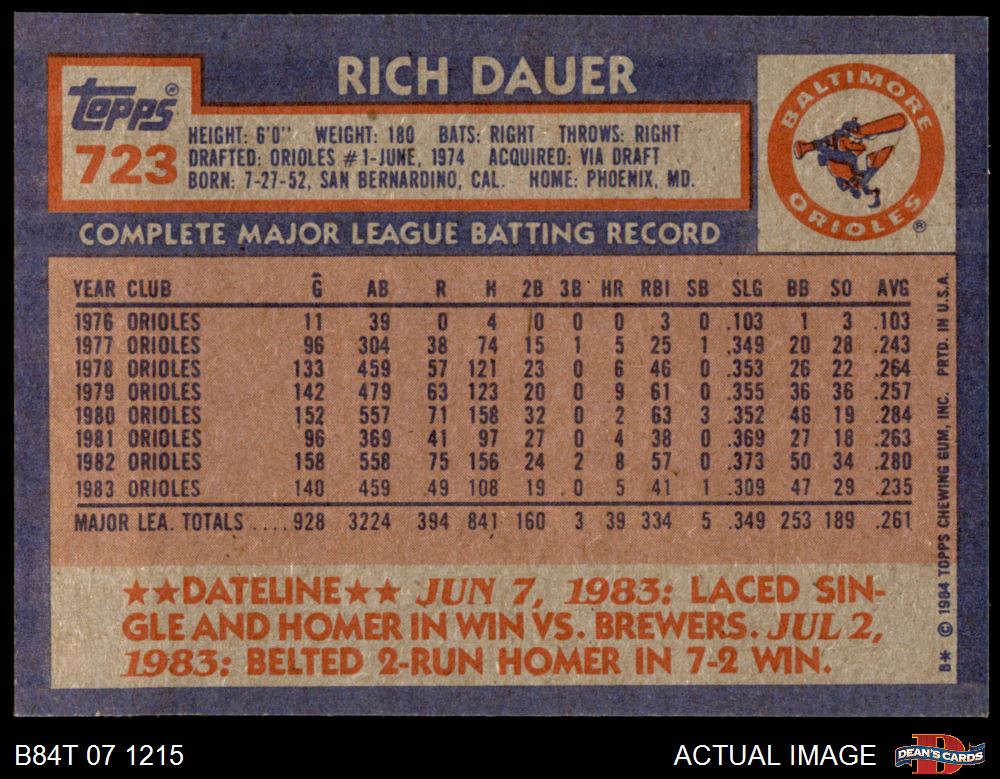 RICH DAUER
topps®
723
HEIGHT: 6'0" WEIGHT: 180 BATS: RIGHT THROWS: RIGHT
DRAFTED: ORIOLES #1-JUNE, 1974 ACQUIRED: VIA DRAFT
BORN: 7-27-52, SAN BERNARDINO, CAL. HOME: PHOENIX, MD.
BALTIMORE
ORIOLES
®
COMPLETE MAJOR LEAGUE BATTING RECORD
YEAR CLUB G AB R H 2B 3B HR RBI SB SLG BB SO AVG
1976 ORIOLES 11 39 0 4 0 0 0 3 0 .103 1 3 .103
1977 ORIOLES 96 304 38 74 15 1 5 25 1 .349 20 28 .243
1978 ORIOLES 133 459 57 121 23 0 6 46 0 .353 26 22 .264
1979 ORIOLES 142 479 63 123 20 0 9 61 0 .355 36 36 .257
1980 ORIOLES 152 557 71 158 32 0 2 63 3 .352 46 19 .284
1981 ORIOLES 96 369 41 97 27 0 4 38 0 .369 27 18 .263
1982 ORIOLES 158 558 75 156 24 2 8 57 0 .373 50 34 .280
1983 ORIOLES 140 459 49 108 19 0 5 41 1 .309 47 29 .235
MAJOR LEA. TOTALS ....928 3224 394 841 160 3 39 334 5 .349 253 189 .261
★★DATELINE★★ JUN 7, 1983: LACED SIN-
GLE AND HOMER IN WIN VS. BREWERS. JUL 2,
1983: BELTED 2-RUN HOMER IN 7-2 WIN.
B* © 1984 TOPPS CHEWING GUM, INC. PRTD. IN U.S.A.
B84T 07 1215
ACTUAL IMAGE
DEAN'S CARDS